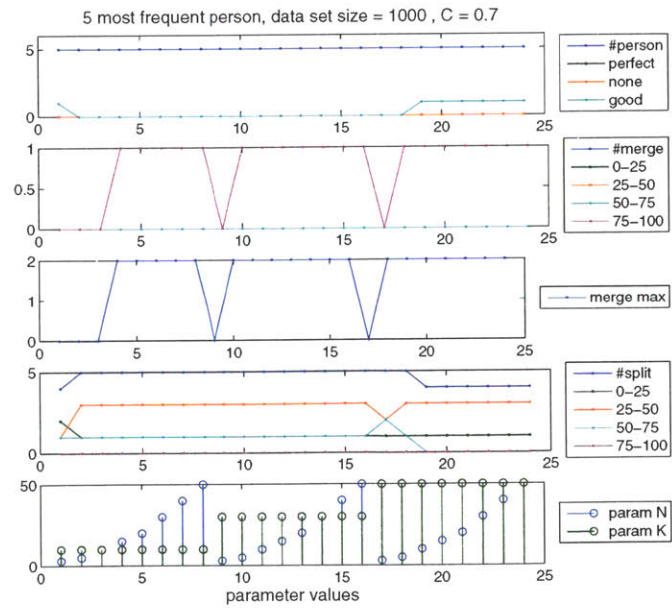 5 most frequent person, data set size = 1000 , C = 0.7
5
0
0 5 10 15 20 25
#person
perfect
none
good
1
0.5
0
0 5 10 15 20 25
#merge
0-25
25-50
50-75
75-100
2
1
0
0 5 10 15 20 25
merge max
5
0
0 5 10 15 20 25
#split
0-25
25-50
50-75
75-100
50
0
0 5 10 15 20 25
param N
param K
parameter values